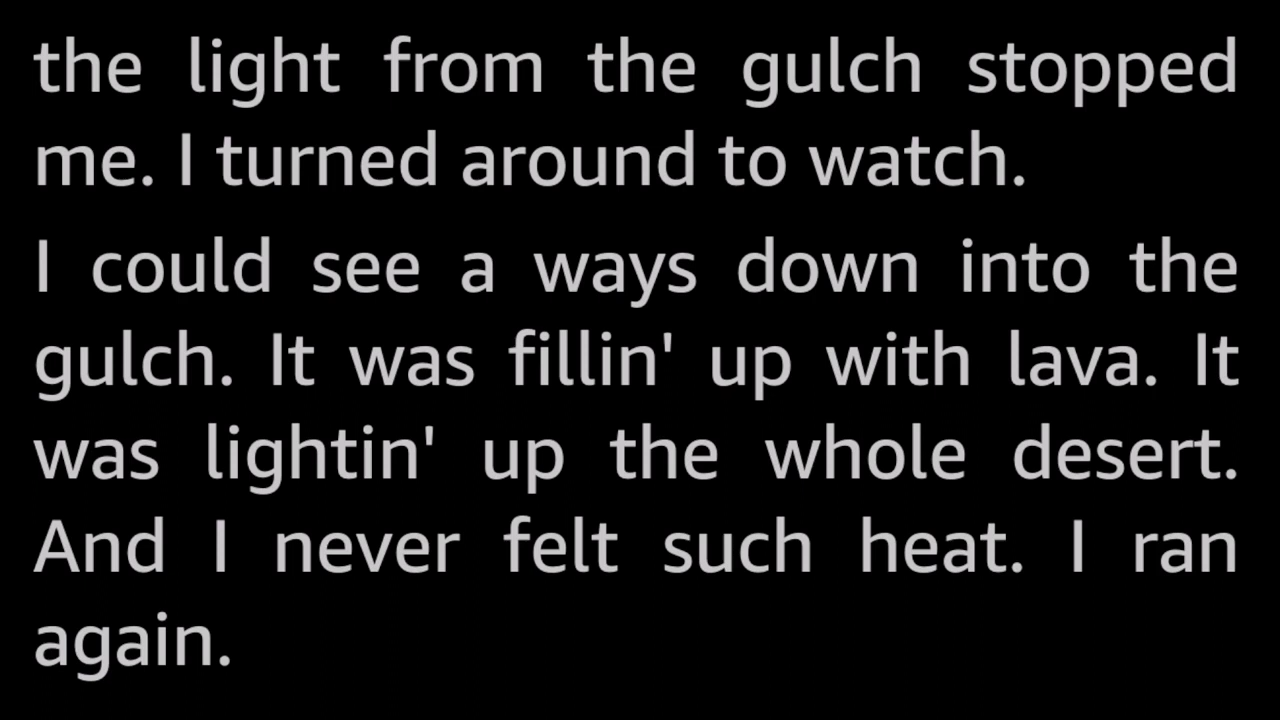 the light from the gulch stopped
me. I turned around to watch.
I could see a ways down into the
gulch. It was fillin' up with lava. It
was lightin' up the whole desert.
And I never felt such heat. I ran
again.